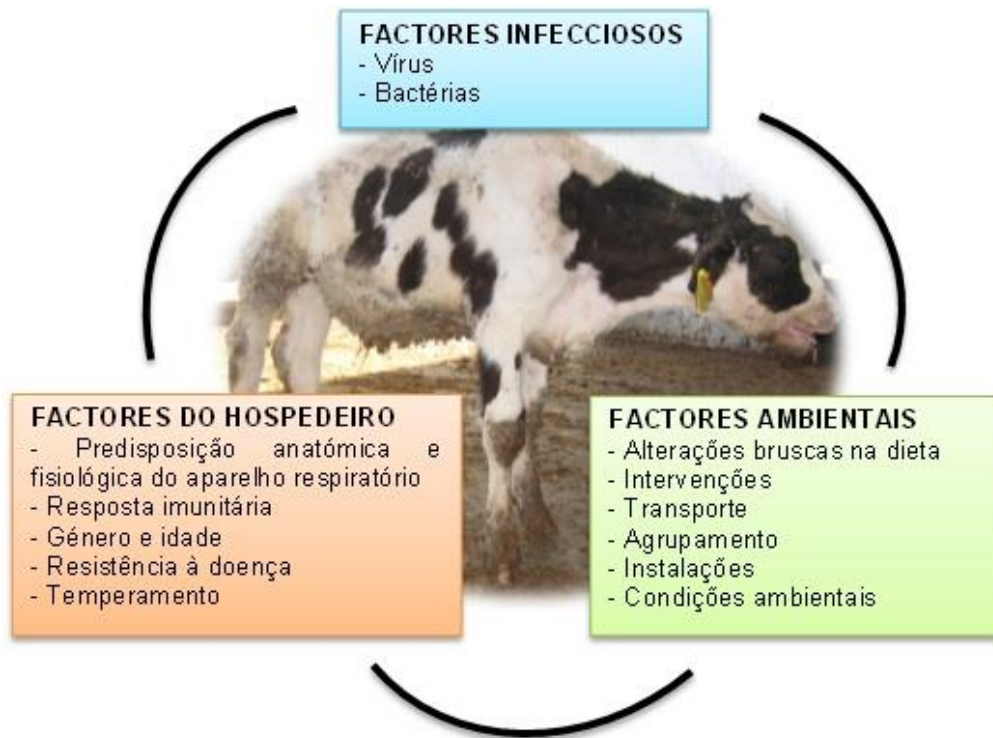 FACTORES INFECCIOSOS
- Vírus
- Bactérias
FACTORES DO HOSPEDEIRO
- Predisposição anatómica e
fisiológica do aparelho respiratório
- Resposta imunitária
- Género e idade
- Resistência à doença
- Temperamento
FACTORES AMBIENTAIS
- Alterações bruscas na dieta
- Intervenções
- Transporte
- Agrupamento
- Instalações
- Condições ambientais